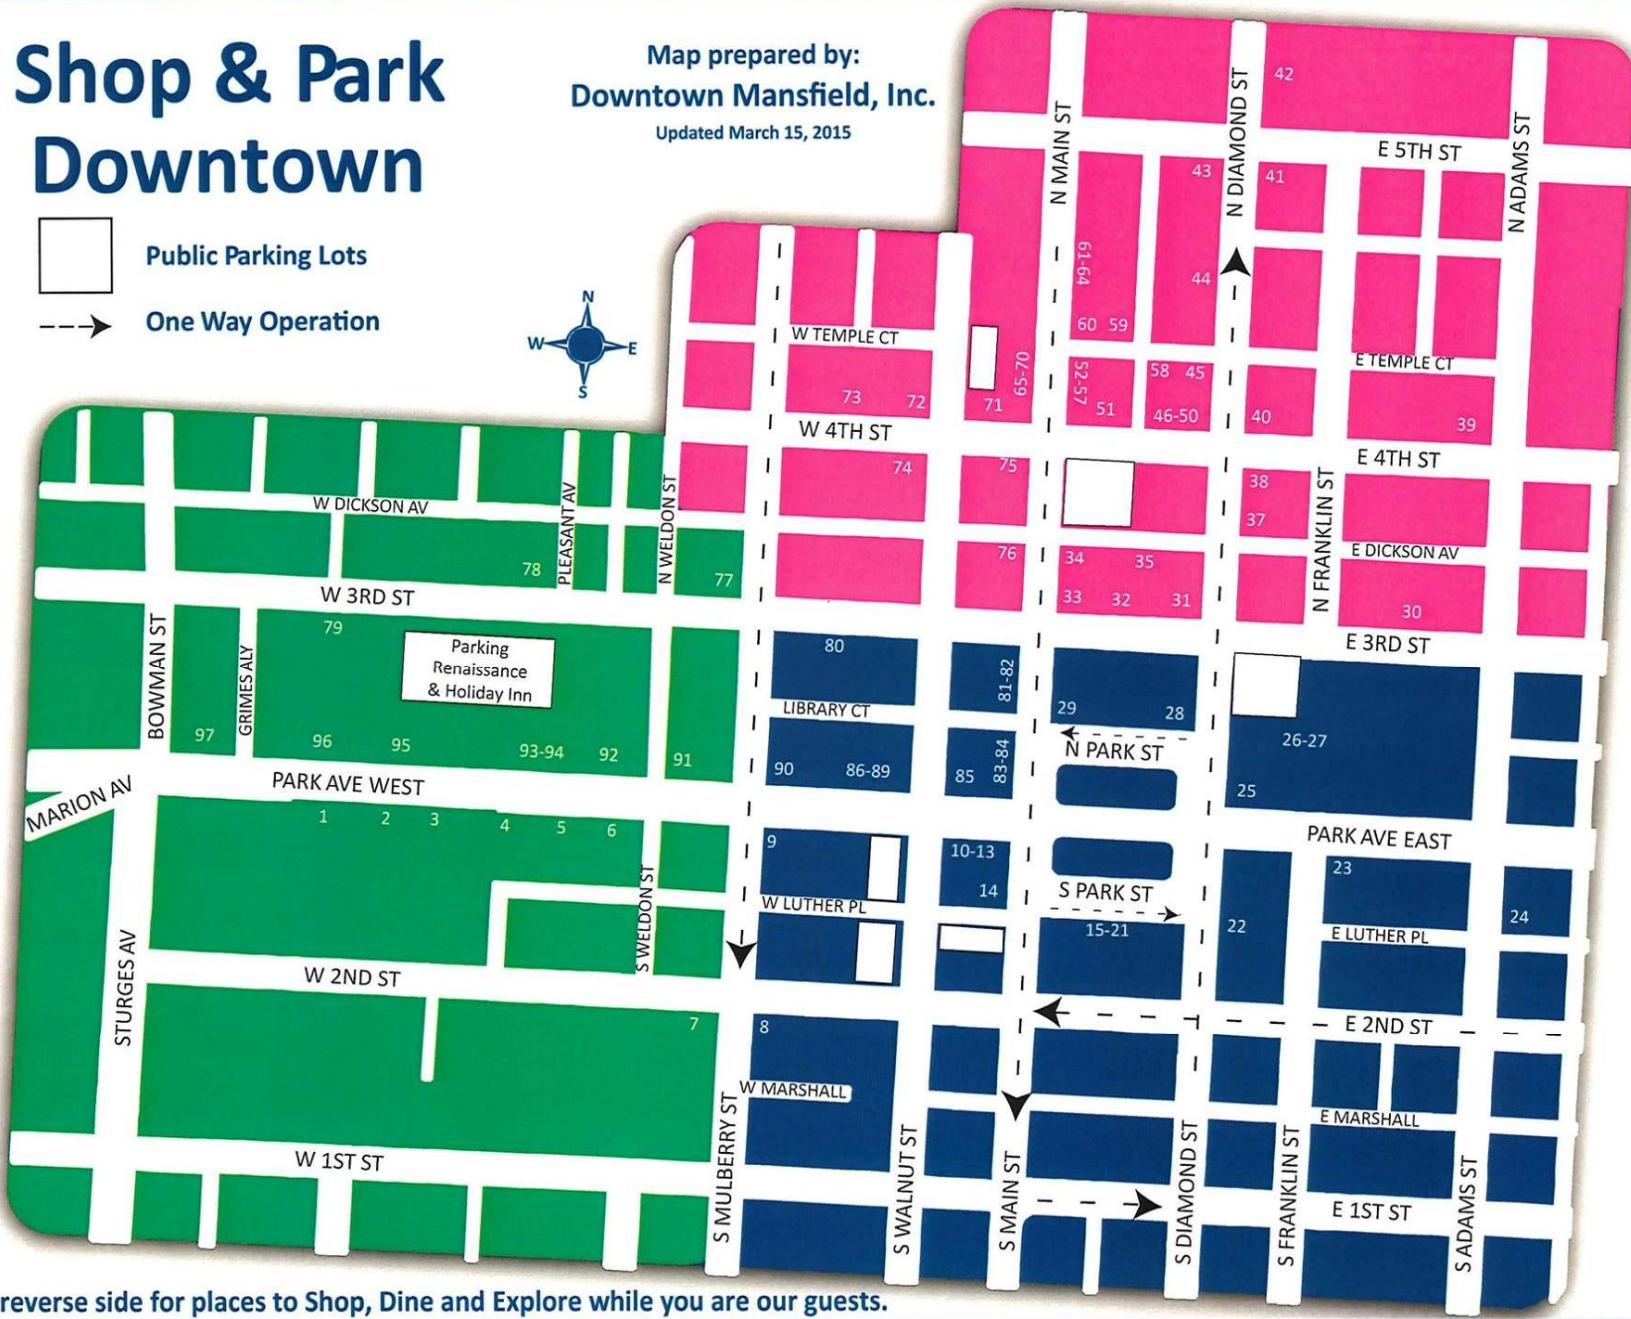 Shop & Park
Downtown
Map prepared by:
Downtown Mansfield, Inc.
Updated March 15, 2015
Public Parking Lots
One Way Operation
N
W
E
S
N MAIN ST
N DIAMOND ST
42
N ADAMS ST
E 5TH ST
43
41
61-64
44
60 59
W TEMPLE CT
E TEMPLE CT
73
72
71
65-70
52-57
51
58 45
46-50
40
39
W 4TH ST
E 4TH ST
74
75
38
37
N FRANKLIN ST
W DICKSON AV
PLEASANT AV
N WELDON ST
E DICKSON AV
78
77
76
34
35
33
32
31
30
W 3RD ST
E 3RD ST
BOWMAN ST
GRIMES ALY
79
Parking
Renaissance
& Holiday Inn
80
81-82
LIBRARY CT
29
28
N PARK ST
26-27
97
96
95
93-94
92
91
90
86-89
85
83-84
25
PARK AVE WEST
MARION AV
PARK AVE EAST
1
2
3
4
5
6
9
10-13
14
23
S WELDON ST
W LUTHER PL
S PARK ST
15-21
22
24
E LUTHER PL
STURGES AV
W 2ND ST
E 2ND ST
7
8
W MARSHALL
E MARSHALL
W 1ST ST
E 1ST ST
S MULBERRY ST
S WALNUT ST
S MAIN ST
S DIAMOND ST
S FRANKLIN ST
S ADAMS ST
reverse side for places to Shop, Dine and Explore while you are our guests.